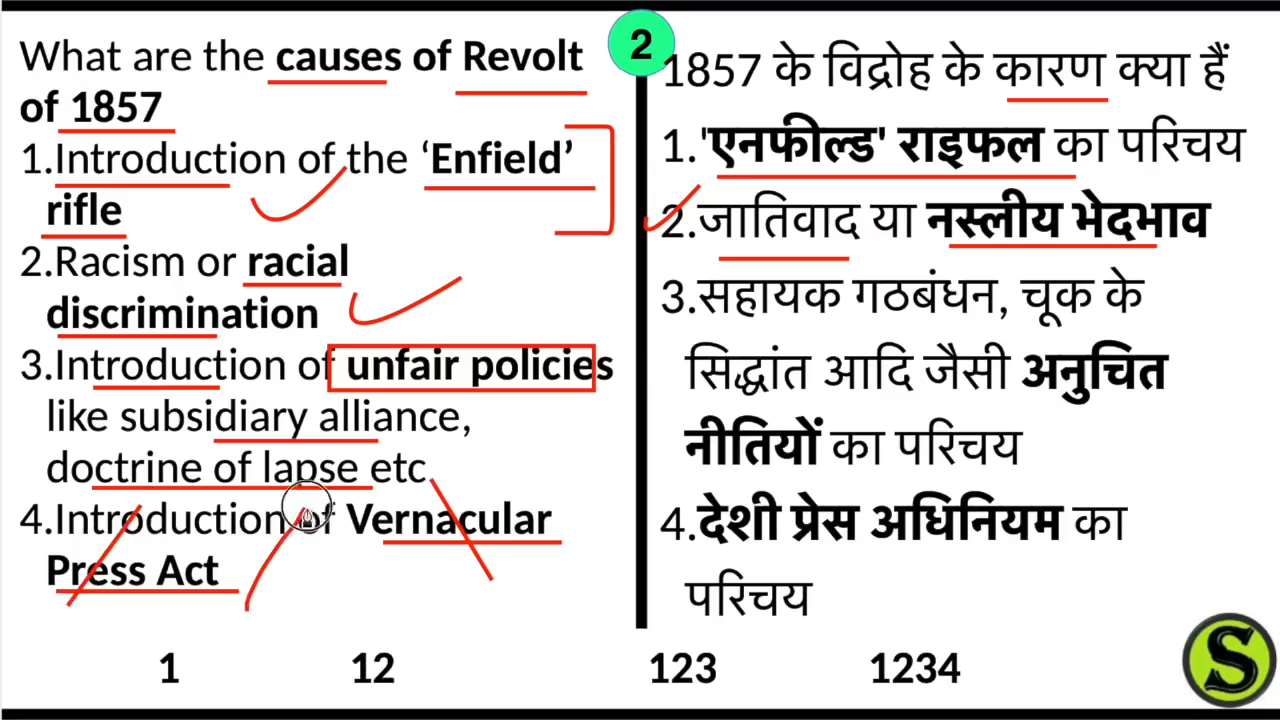 What are the causes of Revolt
of 1857
1.Introduction of the ‘Enfield’
rifle
2.Racism or racial
discrimination
3.Introduction of unfair policies
like subsidiary alliance,
doctrine of lapse etc.
4.Introduction of Vernacular
Press Act
2
1857 के विद्रोह के कारण क्या हैं
1.'एनफील्ड' राइफल का परिचय
2.जातिवाद या नस्लीय भेदभाव
3.सहायक गठबंधन, चूक के
सिद्धांत आदि जैसी अनुचित
नीतियों का परिचय
4.देशी प्रेस अधिनियम का
परिचय
1 12 123 1234
S